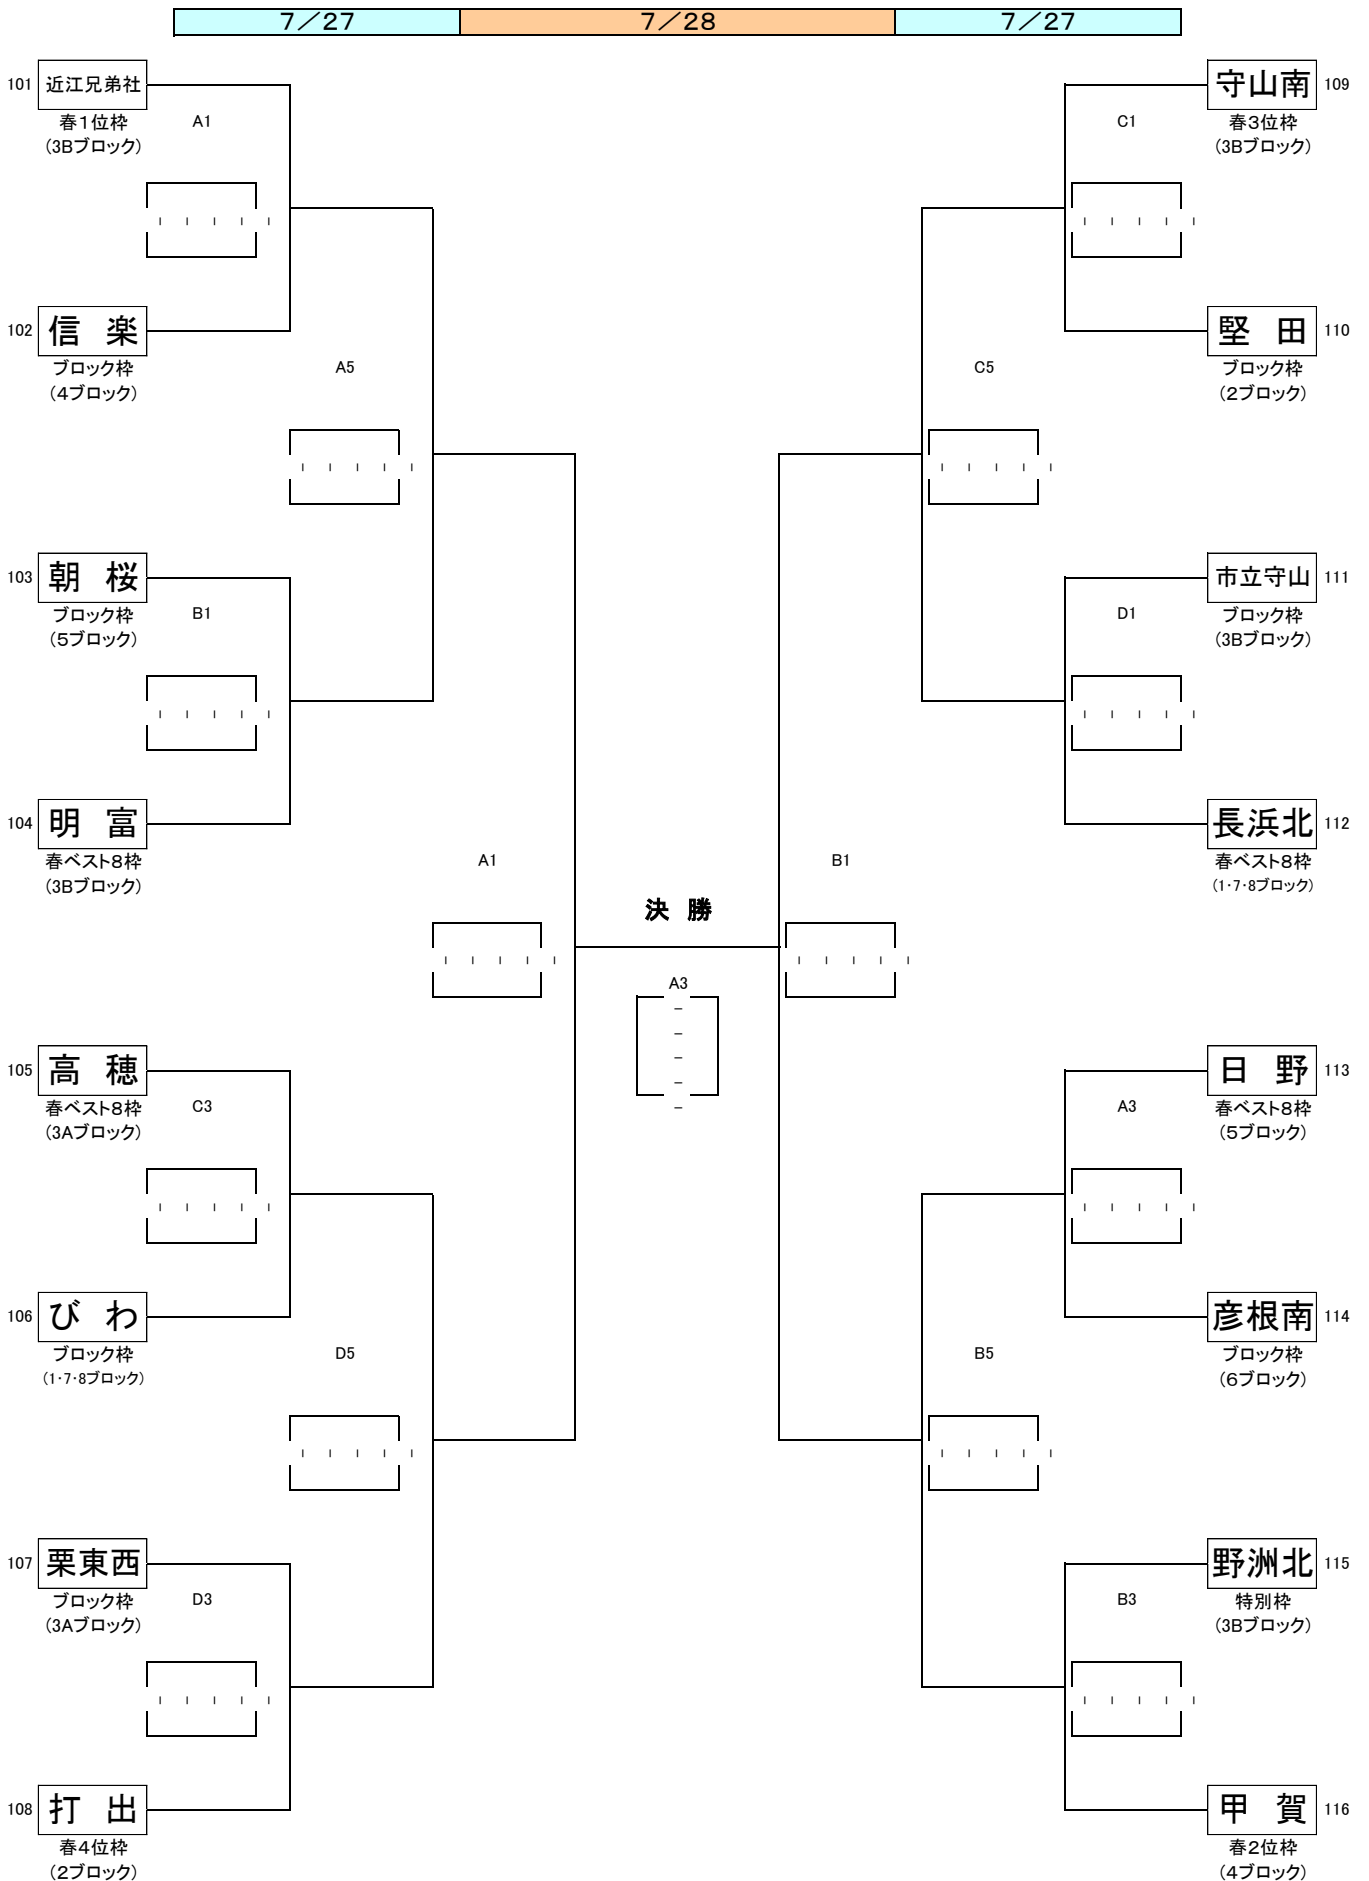 7／27 7／28 7／27
101 近江兄弟社
春１位枠
(3Bブロック)
A1
守山南 109
春３位枠
(3Bブロック)
C1
102 信 楽
ブロック枠
(４ブロック)
A5
堅 田 110
ブロック枠
(２ブロック)
C5
103 朝 桜
ブロック枠
(５ブロック)
B1
市立守山 111
ブロック枠
(3Bブロック)
D1
104 明 富
春ベスト８枠
(3Bブロック)
A1
長浜北 112
春ベスト８枠
(1・7・8ブロック)
B1
決 勝
A3
105 高 穂
春ベスト８枠
(3Aブロック)
C3
日 野 113
春ベスト８枠
(５ブロック)
A3
106 び わ
ブロック枠
(1・7・8ブロック)
D5
彦根南 114
ブロック枠
(６ブロック)
B5
107 栗東西
ブロック枠
(3Aブロック)
D3
野洲北 115
特別枠
(3Bブロック)
B3
108 打 出
春４位枠
(２ブロック)
甲 賀 116
春２位枠
(４ブロック)